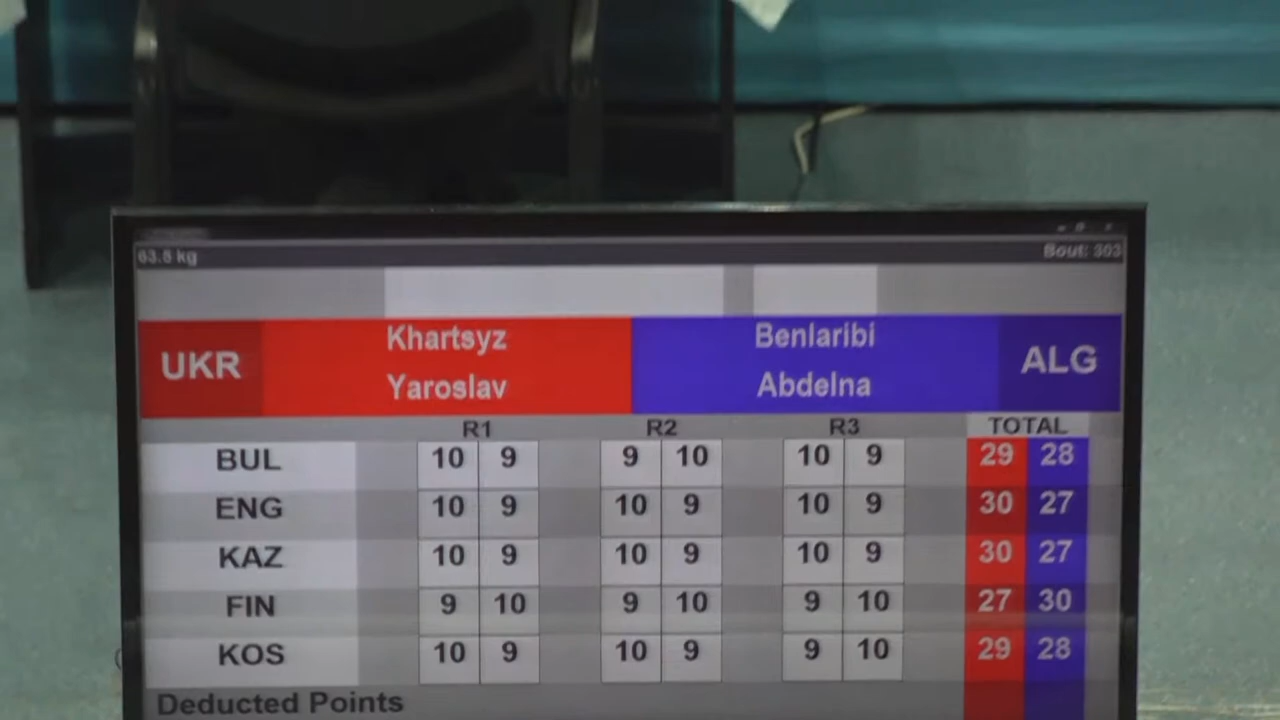 63.5 kg Bout: 303
UKR Khartsyz Yaroslav Benlaribi Abdelna ALG
R1 R2 R3 TOTAL
BUL 10 9 9 10 10 9 29 28
ENG 10 9 10 9 10 9 30 27
KAZ 10 9 10 9 10 9 30 27
FIN 9 10 9 10 9 10 27 30
KOS 10 9 10 9 9 10 29 28
Deducted Points